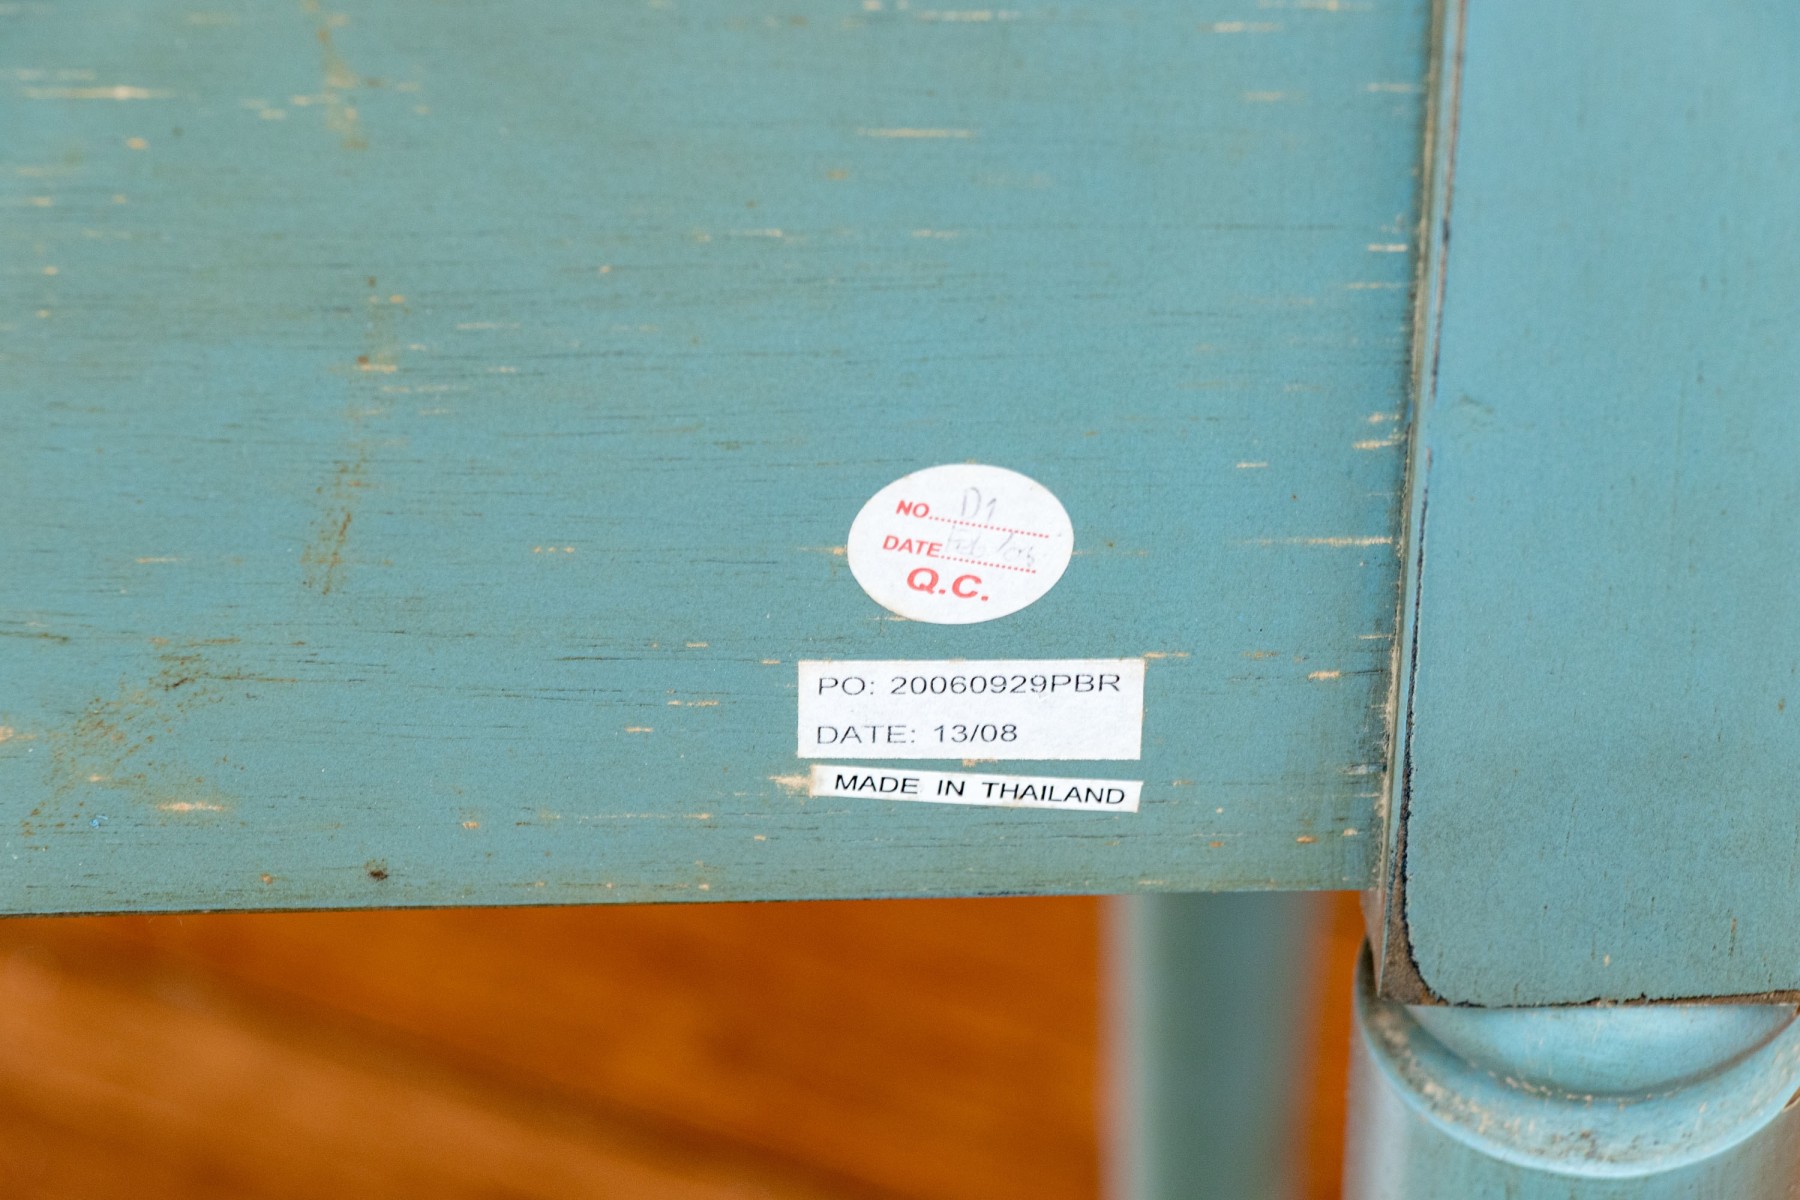 NO. D1
DATE
Q.C.
PO: 20060929PBR
DATE: 13/08
MADE IN THAILAND